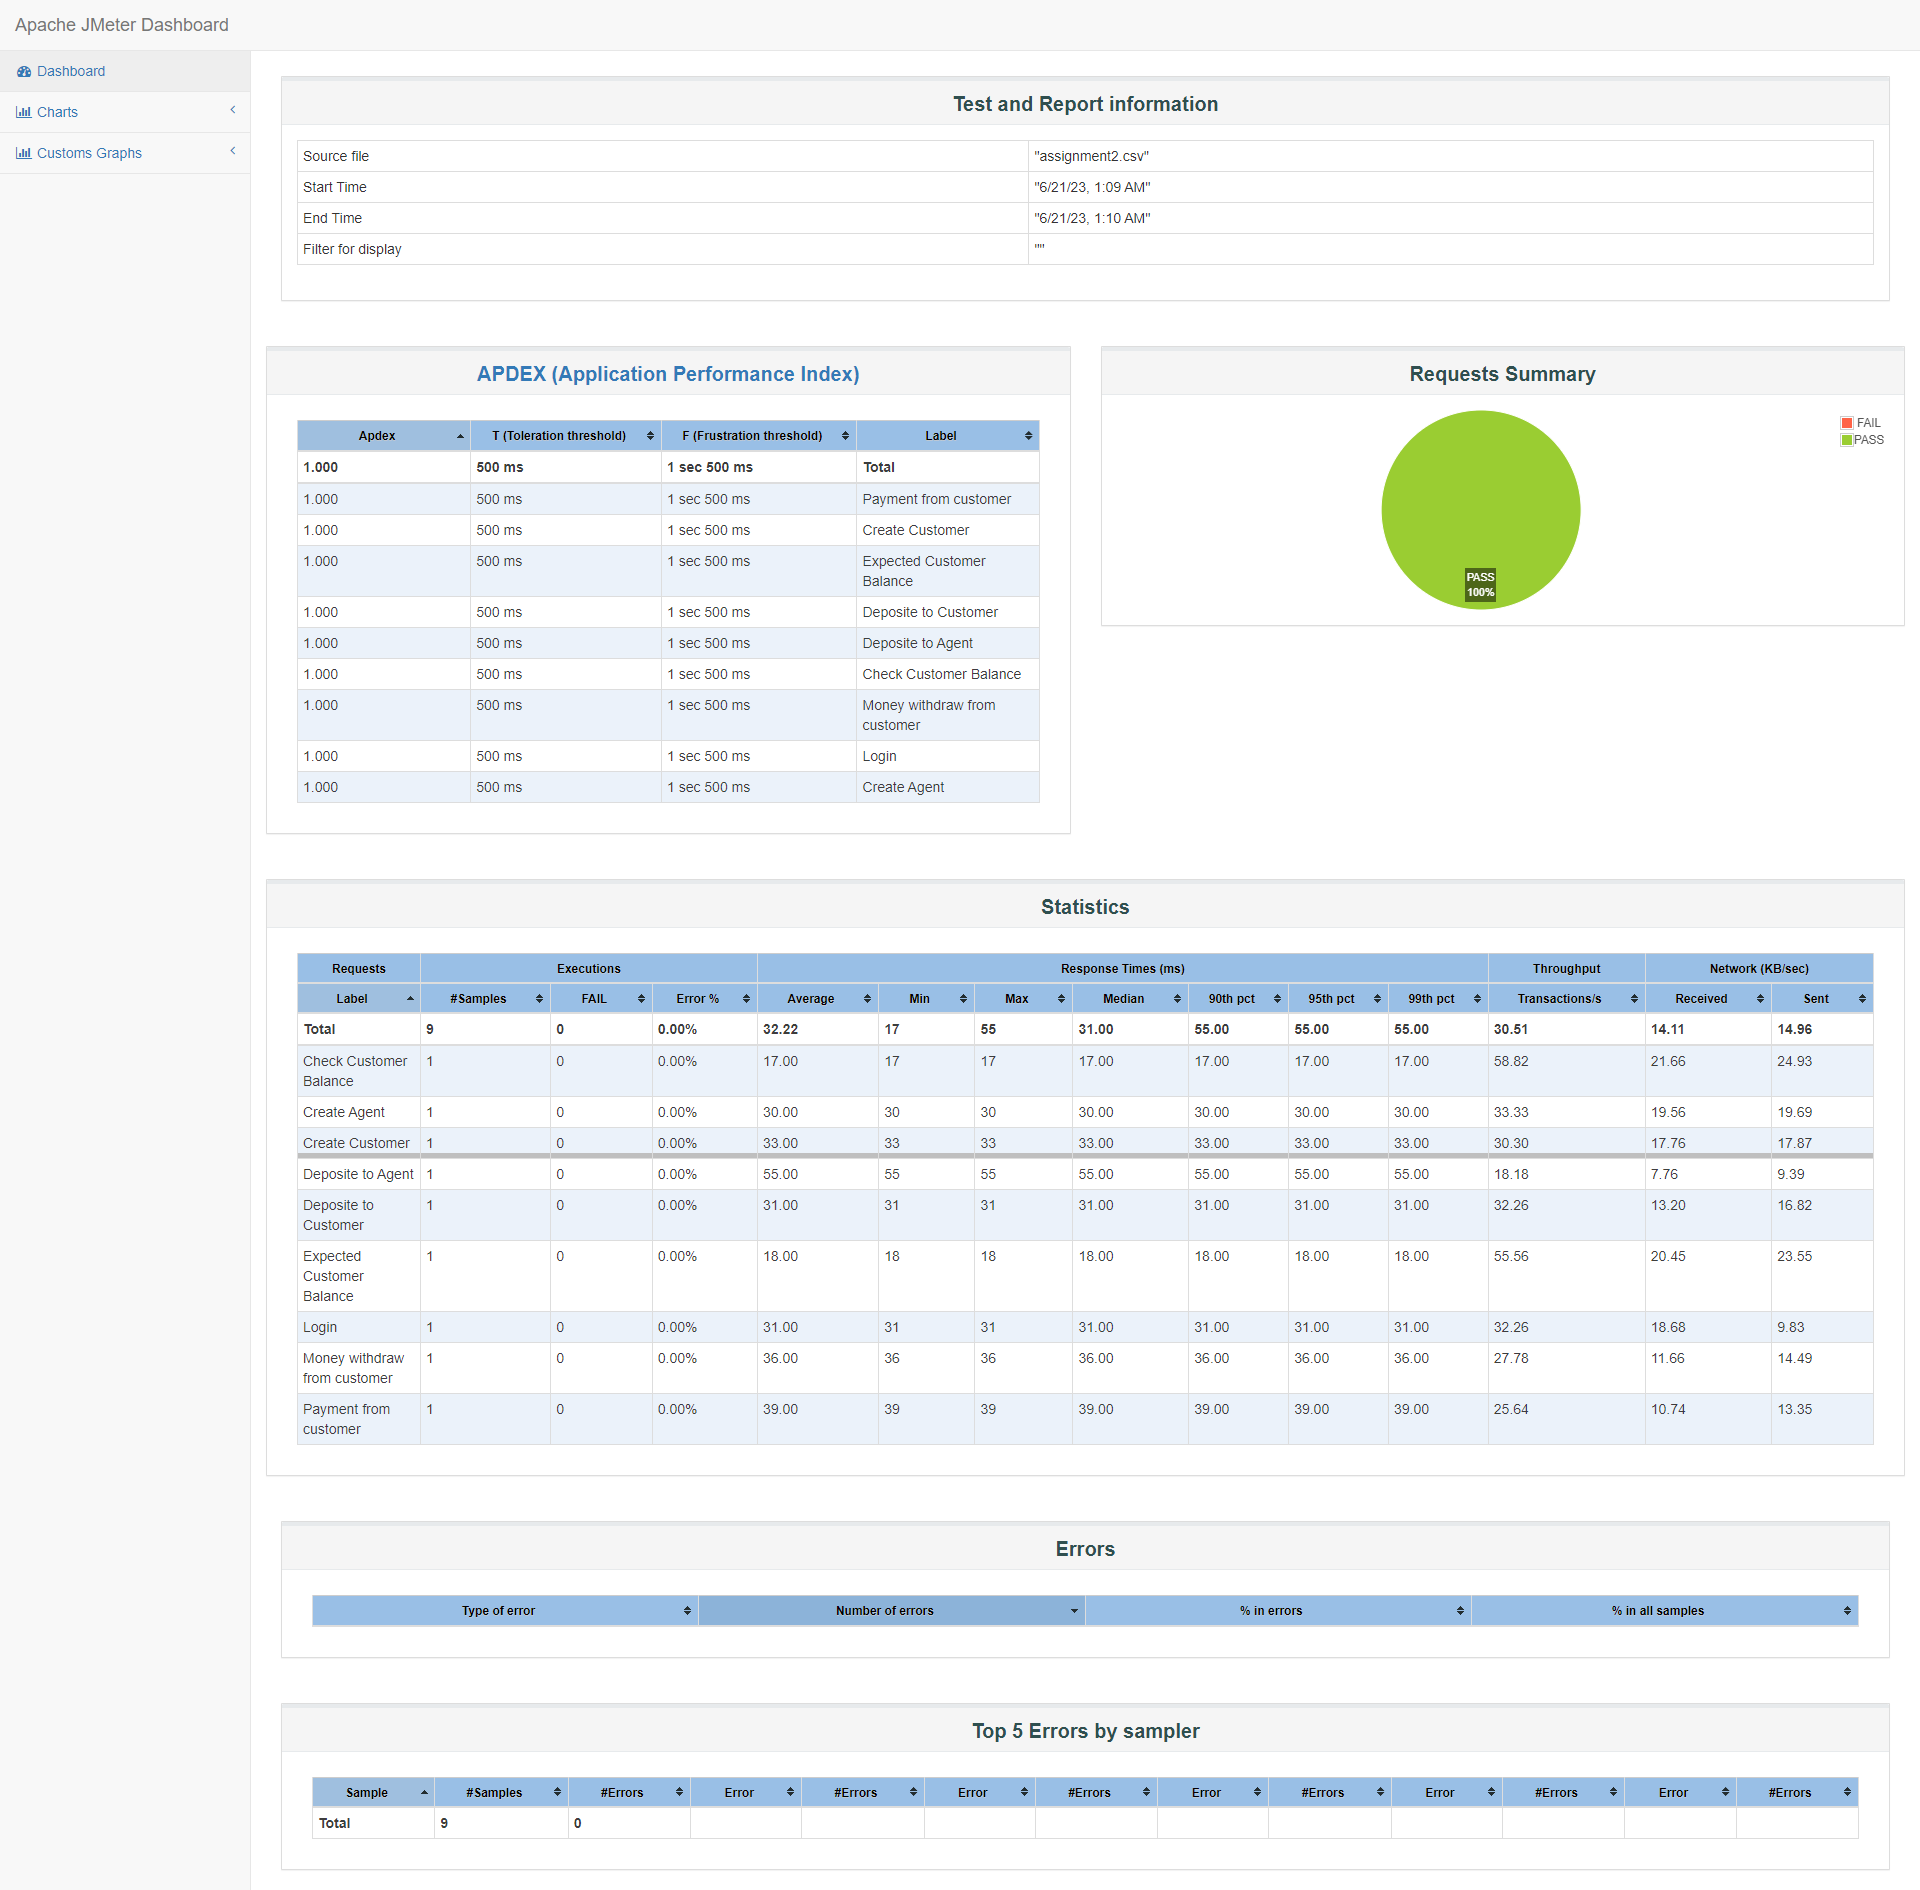 Apache JMeter Dashboard
Dashboard
Charts
Customs Graphs
Test and Report information
Source file "assignment2.csv"
Start Time "6/21/23, 1:09 AM"
End Time "6/21/23, 1:10 AM"
Filter for display ""
APDEX (Application Performance Index)
Apdex T (Toleration threshold) F (Frustration threshold) Label
1.000 500 ms 1 sec 500 ms Total
1.000 500 ms 1 sec 500 ms Payment from customer
1.000 500 ms 1 sec 500 ms Create Customer
1.000 500 ms 1 sec 500 ms Expected Customer
Balance
1.000 500 ms 1 sec 500 ms Deposite to Customer
1.000 500 ms 1 sec 500 ms Deposite to Agent
1.000 500 ms 1 sec 500 ms Check Customer Balance
1.000 500 ms 1 sec 500 ms Money withdraw from
customer
1.000 500 ms 1 sec 500 ms Login
1.000 500 ms 1 sec 500 ms Create Agent
Requests Summary
FAIL
PASS
PASS
100%
Statistics
Requests Executions Response Times (ms) Throughput Network (KB/sec)
Label #Samples FAIL Error % Average Min Max Median 90th pct 95th pct 99th pct Transactions/s Received Sent
Total 9 0 0.00% 32.22 17 55 31.00 55.00 55.00 55.00 30.51 14.11 14.96
Check Customer 1 0 0.00% 17.00 17 17 17.00 17.00 17.00 17.00 58.82 21.66 24.93
Balance
Create Agent 1 0 0.00% 30.00 30 30 30.00 30.00 30.00 30.00 33.33 19.56 19.69
Create Customer 1 0 0.00% 33.00 33 33 33.00 33.00 33.00 33.00 30.30 17.76 17.87
Deposite to Agent 1 0 0.00% 55.00 55 55 55.00 55.00 55.00 55.00 18.18 7.76 9.39
Deposite to 1 0 0.00% 31.00 31 31 31.00 31.00 31.00 31.00 32.26 13.20 16.82
Customer
Expected 1 0 0.00% 18.00 18 18 18.00 18.00 18.00 18.00 55.56 20.45 23.55
Customer
Balance
Login 1 0 0.00% 31.00 31 31 31.00 31.00 31.00 31.00 32.26 18.68 9.83
Money withdraw 1 0 0.00% 36.00 36 36 36.00 36.00 36.00 36.00 27.78 11.66 14.49
from customer
Payment from 1 0 0.00% 39.00 39 39 39.00 39.00 39.00 39.00 25.64 10.74 13.35
customer
Errors
Type of error Number of errors % in errors % in all samples
Top 5 Errors by sampler
Sample #Samples #Errors Error #Errors Error #Errors Error #Errors Error #Errors Error #Errors
Total 9 0